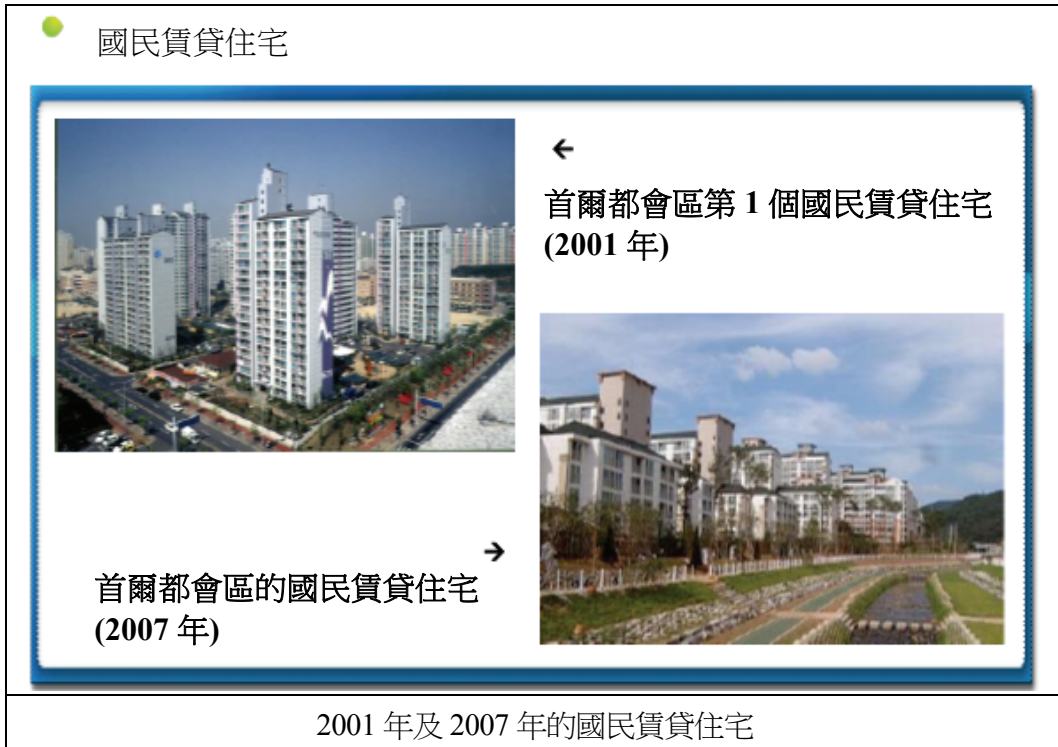 國民賃貸住宅
←
首爾都會區第 1 個國民賃貸住宅
(2001 年)
→
首爾都會區的國民賃貸住宅
(2007 年)
2001 年及 2007 年的國民賃貸住宅